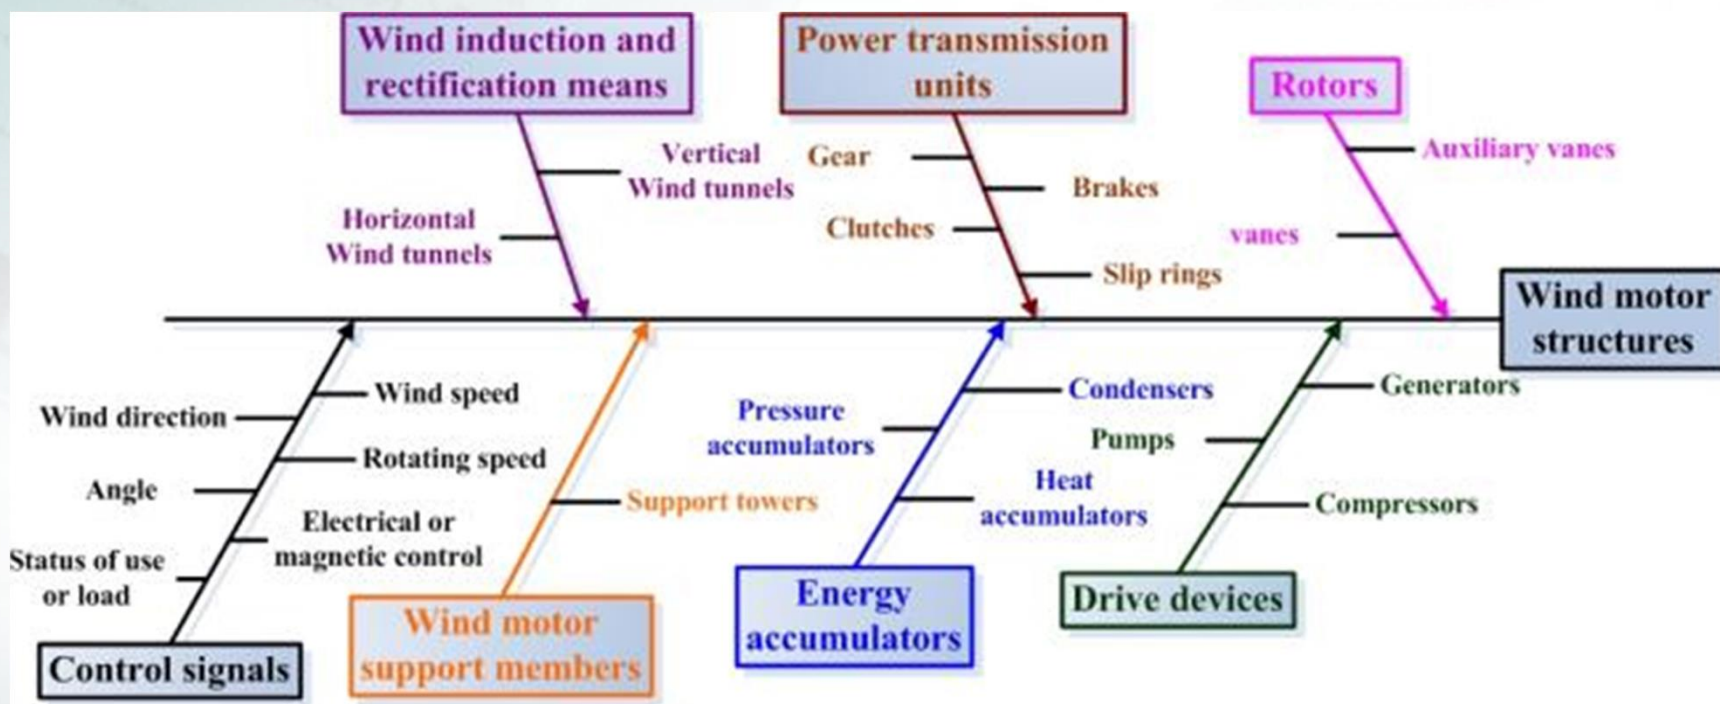 Wind induction and
rectification means
Power transmission
units
Rotors
Vertical
Wind tunnels
Horizontal
Wind tunnels
Gear
Brakes
Clutches
Slip rings
Auxiliary vanes
vanes
Wind motor
structures
Wind speed
Wind direction
Rotating speed
Angle
Electrical or
magnetic control
Status of use
or load
Control signals
Support towers
Wind motor
support members
Condensers
Pressure
accumulators
Heat
accumulators
Energy
accumulators
Generators
Pumps
Compressors
Drive devices